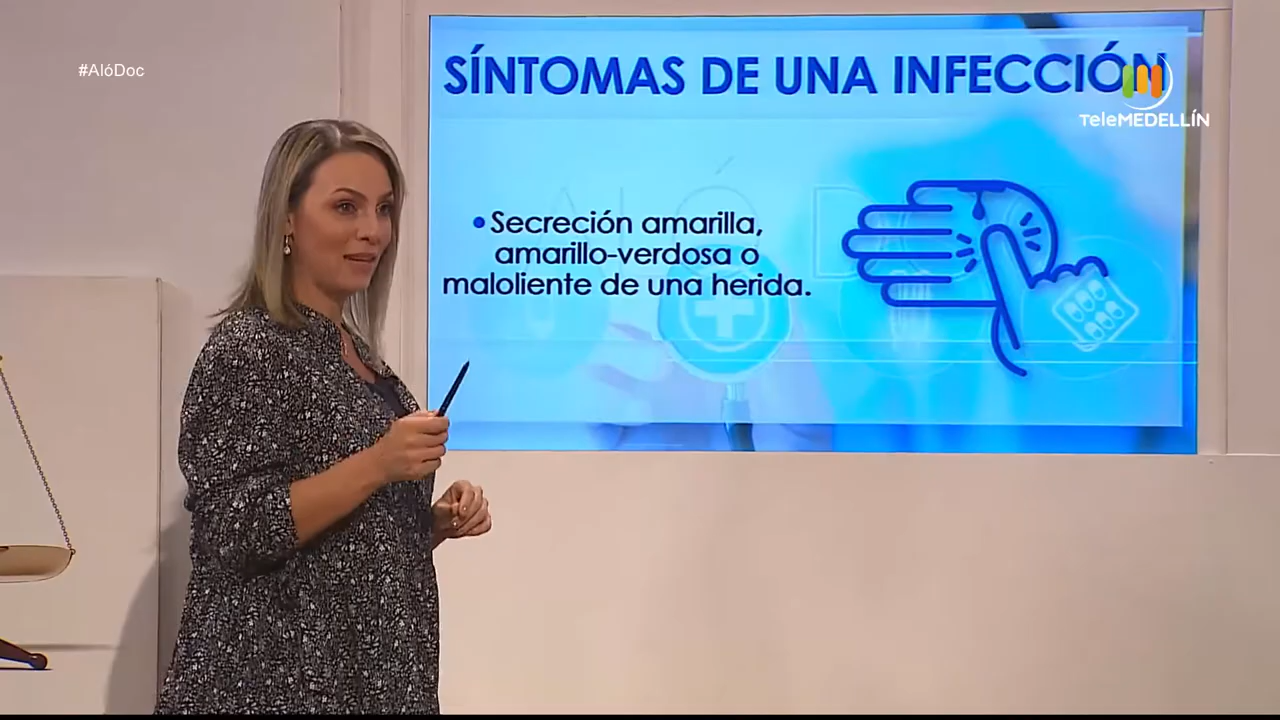 #AlóDoc
SÍNTOMAS DE UNA INFECCIÓN
TeleMEDELLÍN
•Secreción amarilla,
amarillo-verdosa o
maloliente de una herida.